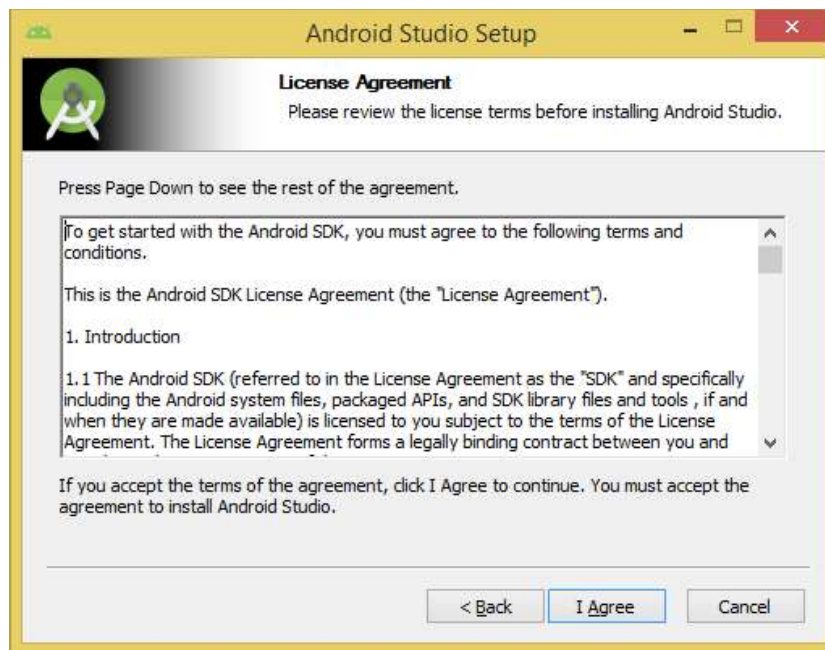 Android Studio Setup
License Agreement
Please review the license terms before installing Android Studio.
Press Page Down to see the rest of the agreement.
To get started with the Android SDK, you must agree to the following terms and
conditions.
This is the Android SDK License Agreement (the "License Agreement").
1. Introduction
1.1 The Android SDK (referred to in the License Agreement as the "SDK" and specifically
including the Android system files, packaged APIs, and SDK library files and tools , if and
when they are made available) is licensed to you subject to the terms of the License
Agreement. The License Agreement forms a legally binding contract between you and
If you accept the terms of the agreement, click I Agree to continue. You must accept the
agreement to install Android Studio.
< Back
I Agree
Cancel